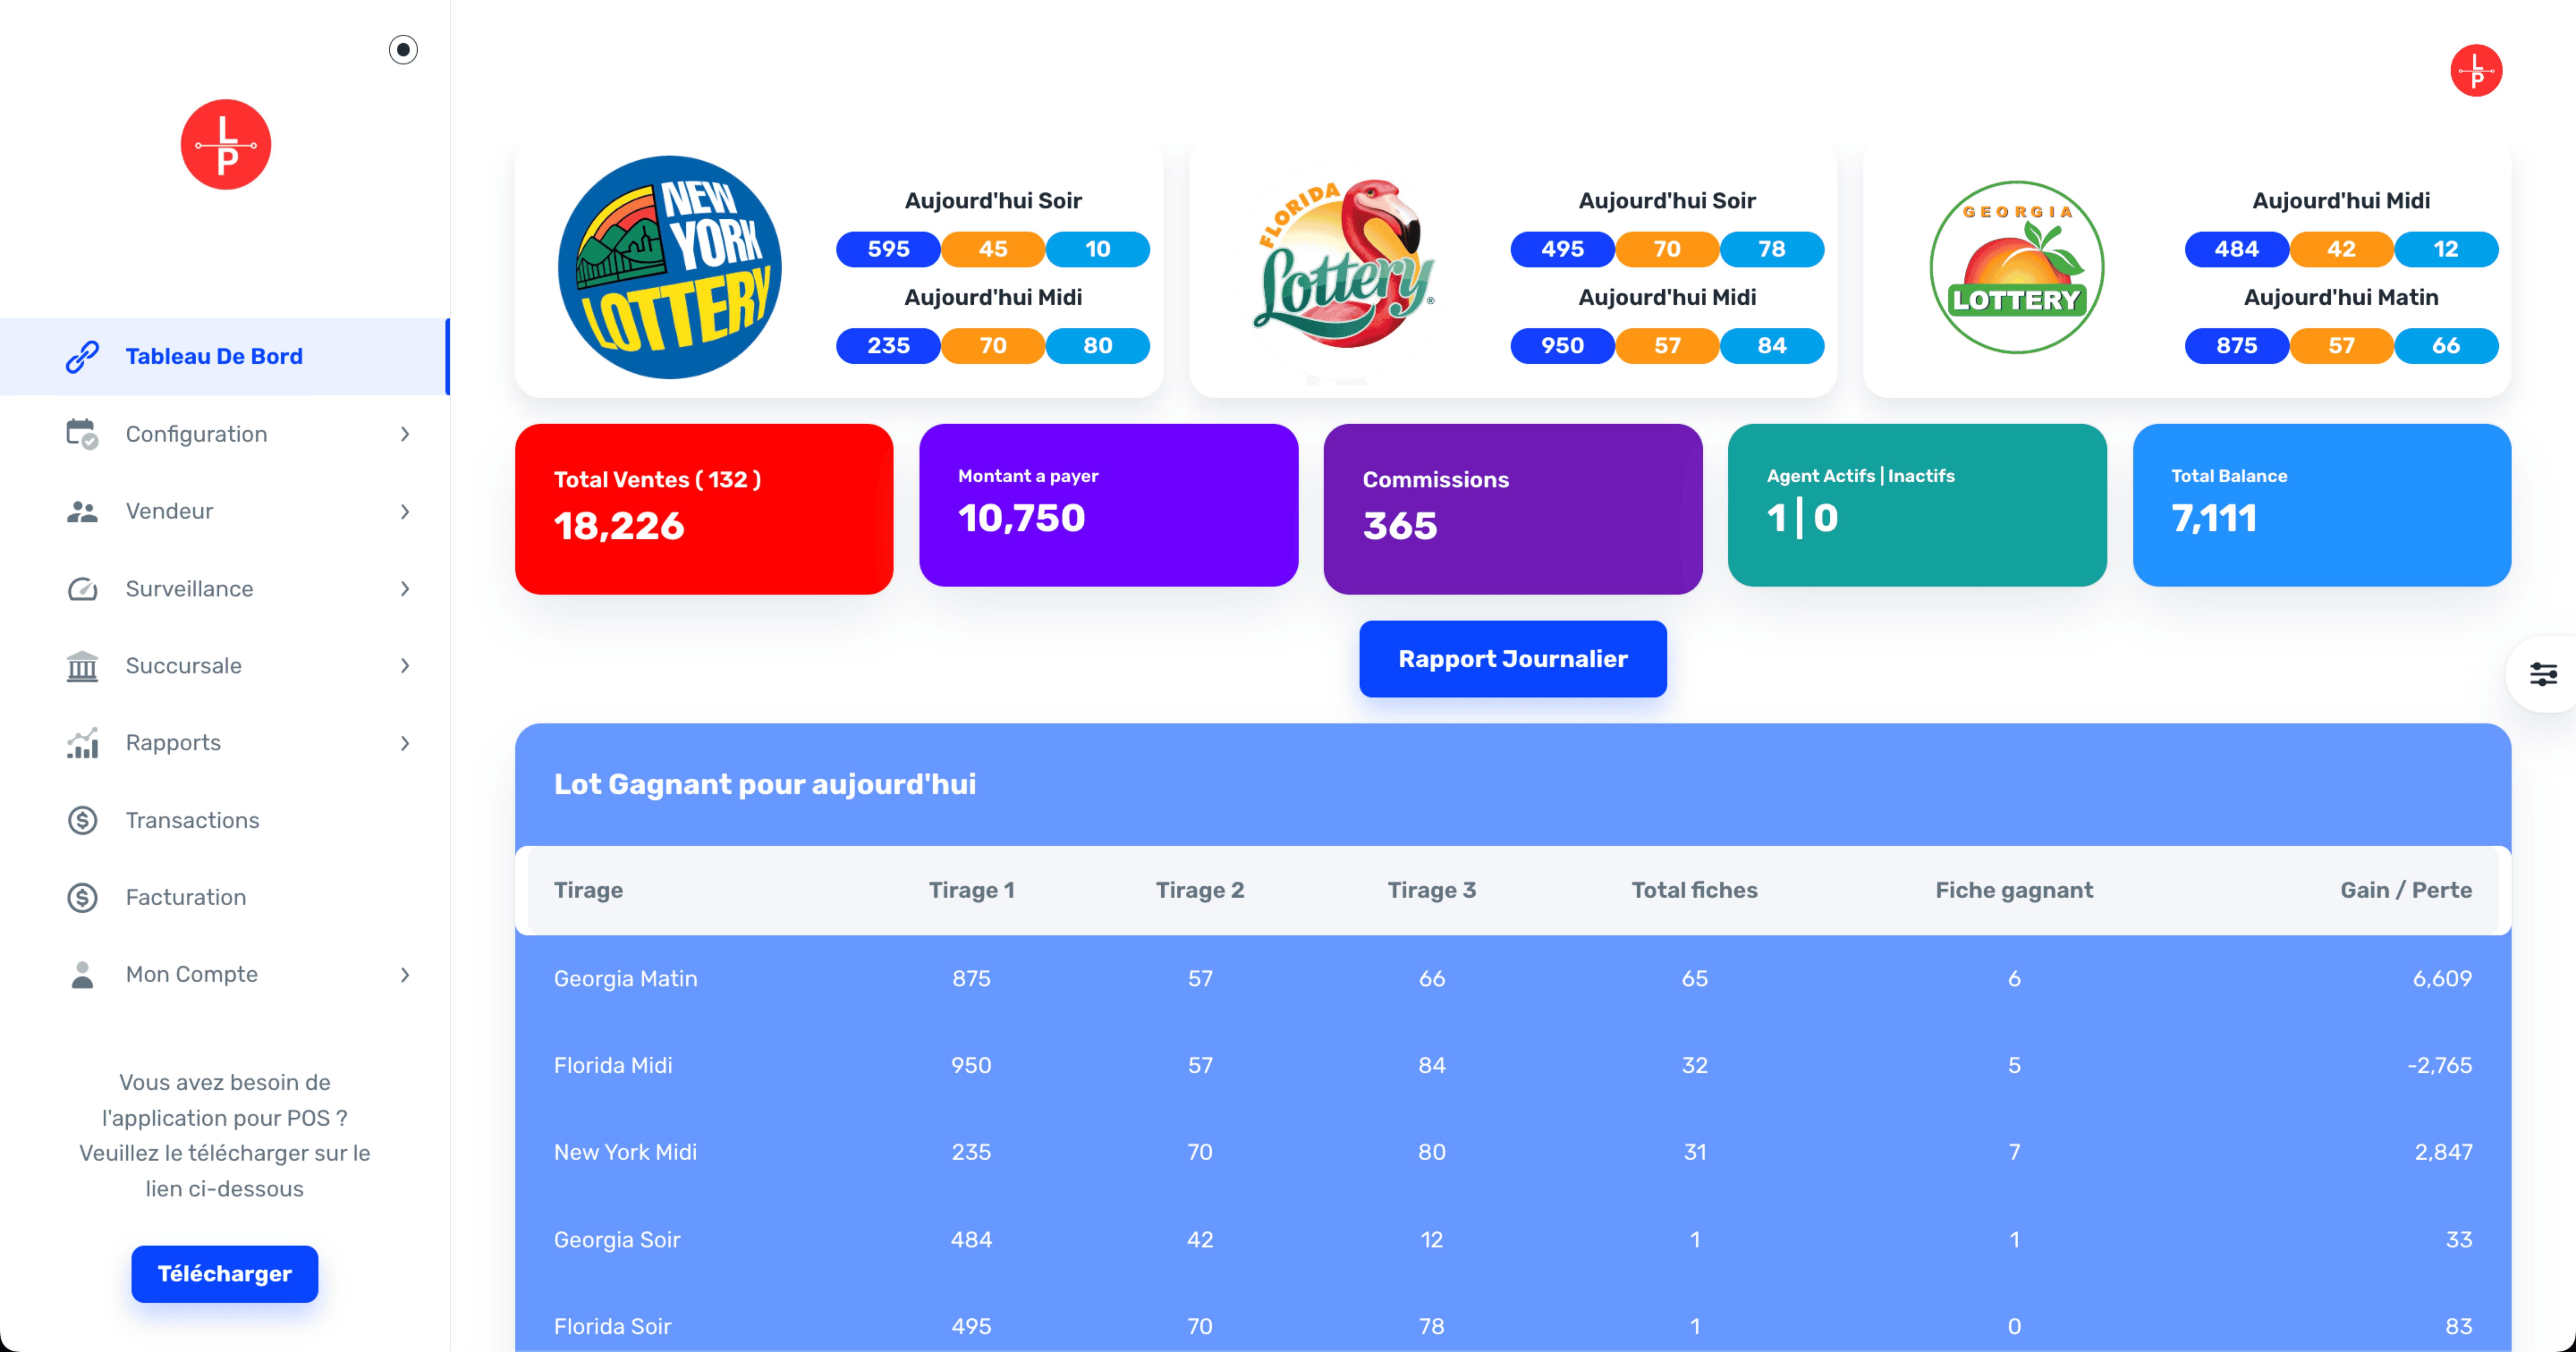 L
P
Tableau De Bord
Configuration
Vendeur
Surveillance
Succursale
Rapports
Transactions
Facturation
Mon Compte
Vous avez besoin de
l'application pour POS ?
Veuillez le télécharger sur le
lien ci-dessous
Télécharger
L
P
NEW
YORK
LOTTERY
Aujourd'hui Soir
595 45 10
Aujourd'hui Midi
235 70 80
FLORIDA
Lottery®
Aujourd'hui Soir
495 70 78
Aujourd'hui Midi
950 57 84
GEORGIA
LOTTERY
Aujourd'hui Midi
484 42 12
Aujourd'hui Matin
875 57 66
Total Ventes ( 132 )
18,226
Montant a payer
10,750
Commissions
365
Agent Actifs | Inactifs
1 | 0
Total Balance
7,111
Rapport Journalier
Lot Gagnant pour aujourd'hui
Tirage Tirage 1 Tirage 2 Tirage 3 Total fiches Fiche gagnant Gain / Perte
Georgia Matin 875 57 66 65 6 6,609
Florida Midi 950 57 84 32 5 -2,765
New York Midi 235 70 80 31 7 2,847
Georgia Soir 484 42 12 1 1 33
Florida Soir 495 70 78 1 0 83